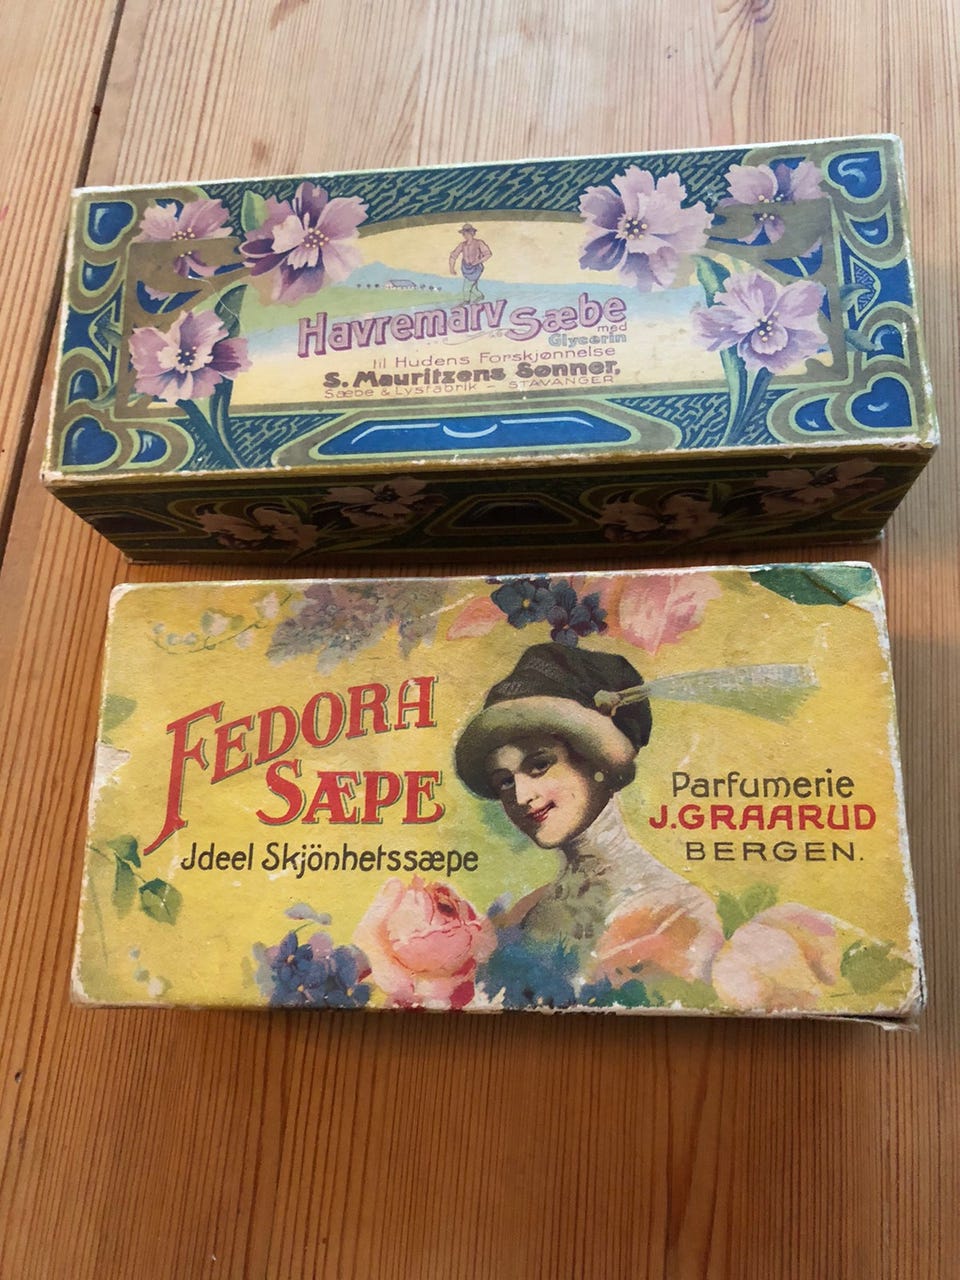 Havremarv Sæbe
med
Glycerin
til Hudens Forskjønnelse
S. Mauritzens Sønner,
Sæbe & Lysfabrik - STAVANGER
FEDORA
SÆPE
Jdeel Skjönhetssæpe
Parfumerie
J. GRAARUD
BERGEN.